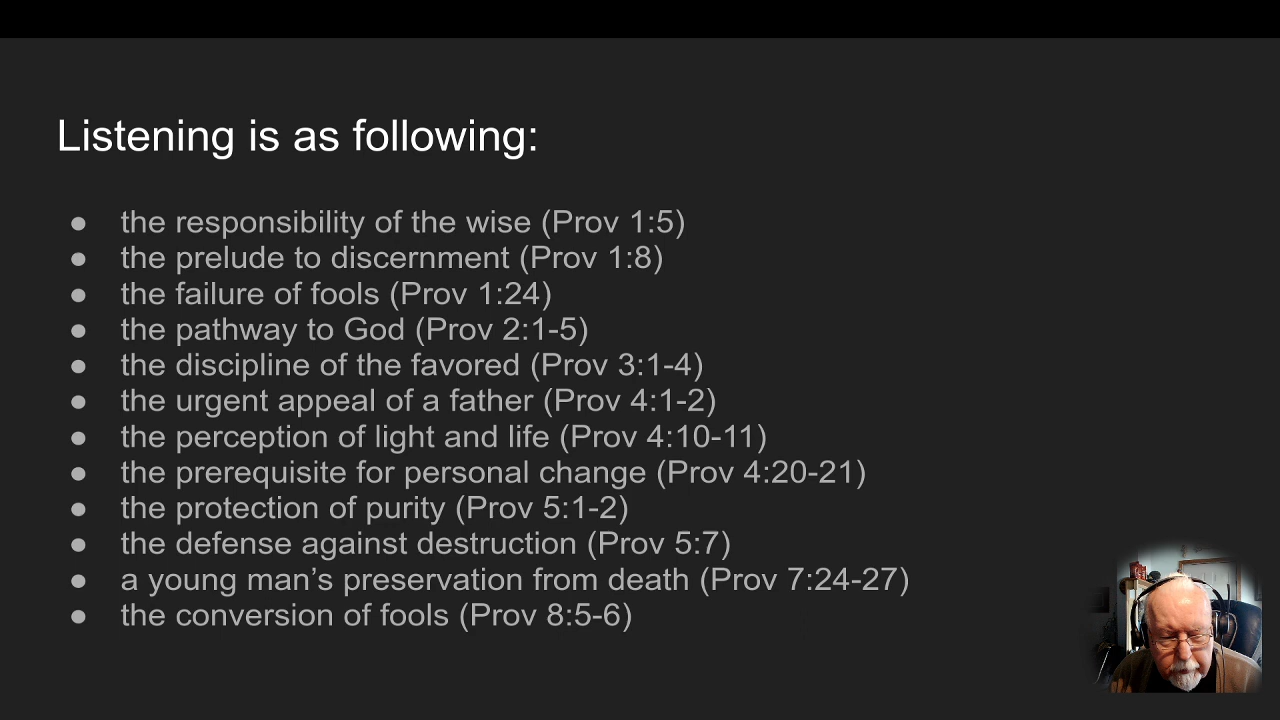 Listening is as following:
● the responsibility of the wise (Prov 1:5)
● the prelude to discernment (Prov 1:8)
● the failure of fools (Prov 1:24)
● the pathway to God (Prov 2:1-5)
● the discipline of the favored (Prov 3:1-4)
● the urgent appeal of a father (Prov 4:1-2)
● the perception of light and life (Prov 4:10-11)
● the prerequisite for personal change (Prov 4:20-21)
● the protection of purity (Prov 5:1-2)
● the defense against destruction (Prov 5:7)
● a young man’s preservation from death (Prov 7:24-27)
● the conversion of fools (Prov 8:5-6)